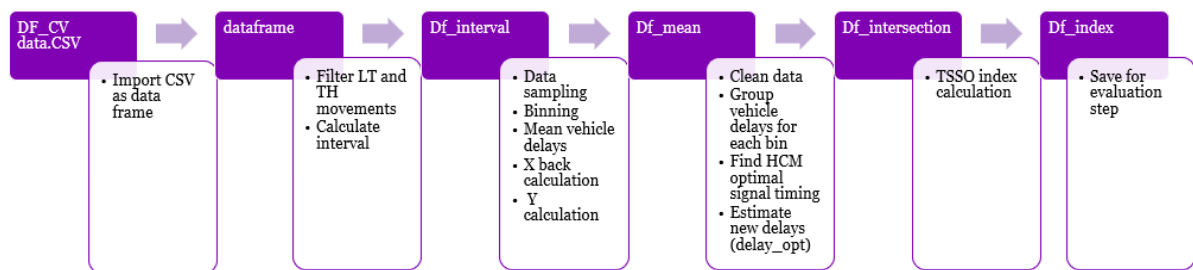 DF_CV
data.CSV
• Import CSV
as data
frame
dataframe
• Filter LT and
TH
movements
• Calculate
interval
Df_interval
• Data
sampling
• Binning
• Mean vehicle
delays
• X back
calculation
• Y
calculation
Df_mean
• Clean data
• Group
vehicle
delays for
each bin
• Find HCM
optimal
signal timing
• Estimate
new delays
(delay_opt)
Df_intersection
• TSSO index
calculation
Df_index
• Save for
evaluation
step